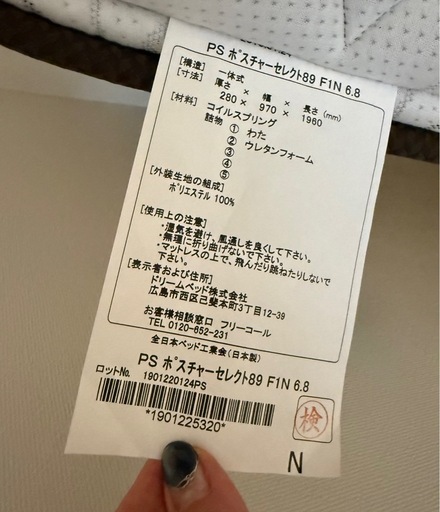 PS ポスチャーセレクト89 F1N 6.8
[構造] 一体式
[寸法] 厚さ × 幅 × 長さ (mm)
280 × 970 × 1960
[材料] コイルスプリング
詰物 ① わた
② ウレタンフォーム
③
④
⑤
[外装生地の組成]
ポリエステル 100%
[使用上の注意]
・湿気を避け、風通しを良くして下さい。
・無理に折り曲げないで下さい。
・マットレスの上で、飛んだり跳ねたりしないで
下さい。
[表示者および住所]
ドリームベッド株式会社
広島市西区己斐本町3丁目12-39
お客様相談窓口 フリーコール
TEL 0120-652-231
全日本ベッド工業会(日本製)
PS ポスチャーセレクト89 F1N 6.8
ロットNo. 1901220124PS
*1901225320*
検
N